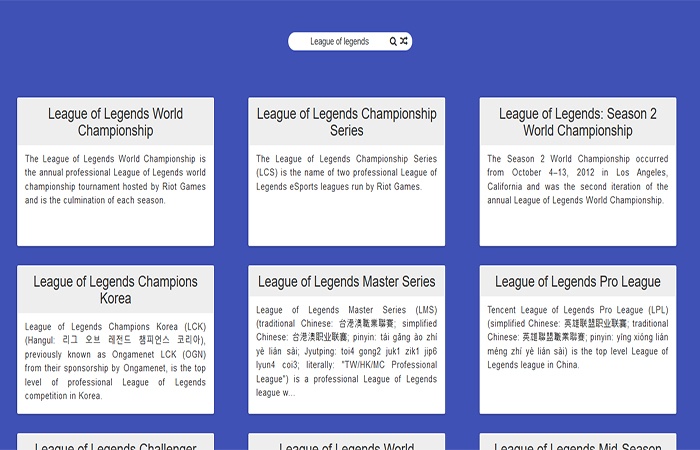 League of legends
League of Legends World
Championship
The League of Legends World Championship is
the annual professional League of Legends world
championship tournament hosted by Riot Games
and is the culmination of each season.
League of Legends Championship
Series
The League of Legends Championship Series
(LCS) is the name of two professional League of
Legends eSports leagues run by Riot Games.
League of Legends: Season 2
World Championship
The Season 2 World Championship occurred
from October 4–13, 2012 in Los Angeles,
California and was the second iteration of the
annual League of Legends World Championship.
League of Legends Champions
Korea
League of Legends Champions Korea (LCK)
(Hangul: 리그 오브 레전드 챔피언스 코리아),
previously known as Ongamenet LCK (OGN)
from their sponsorship by Ongamenet, is the top
level of professional League of Legends
competition in Korea.
League of Legends Master Series
League of Legends Master Series (LMS)
(traditional Chinese: 台港澳職業聯賽; simplified
Chinese: 台港澳职业联赛; pinyin: tái gǎng ào zhí
yè lián sài; Jyutping: toi4 gong2 juk1 zik1 jip6
lyun4 coi3; literally: "TW/HK/MC Professional
League") is a professional League of Legends
league w...
League of Legends Pro League
Tencent League of Legends Pro League (LPL)
(simplified Chinese: 英雄联盟职业联赛; traditional
Chinese: 英雄聯盟職業聯賽; pinyin: yīng xióng lián
méng zhí yè lián sài) is the top level League of
Legends league in China.
League of Legends Challenger
League of Legends World
League of Legends Mid-Season